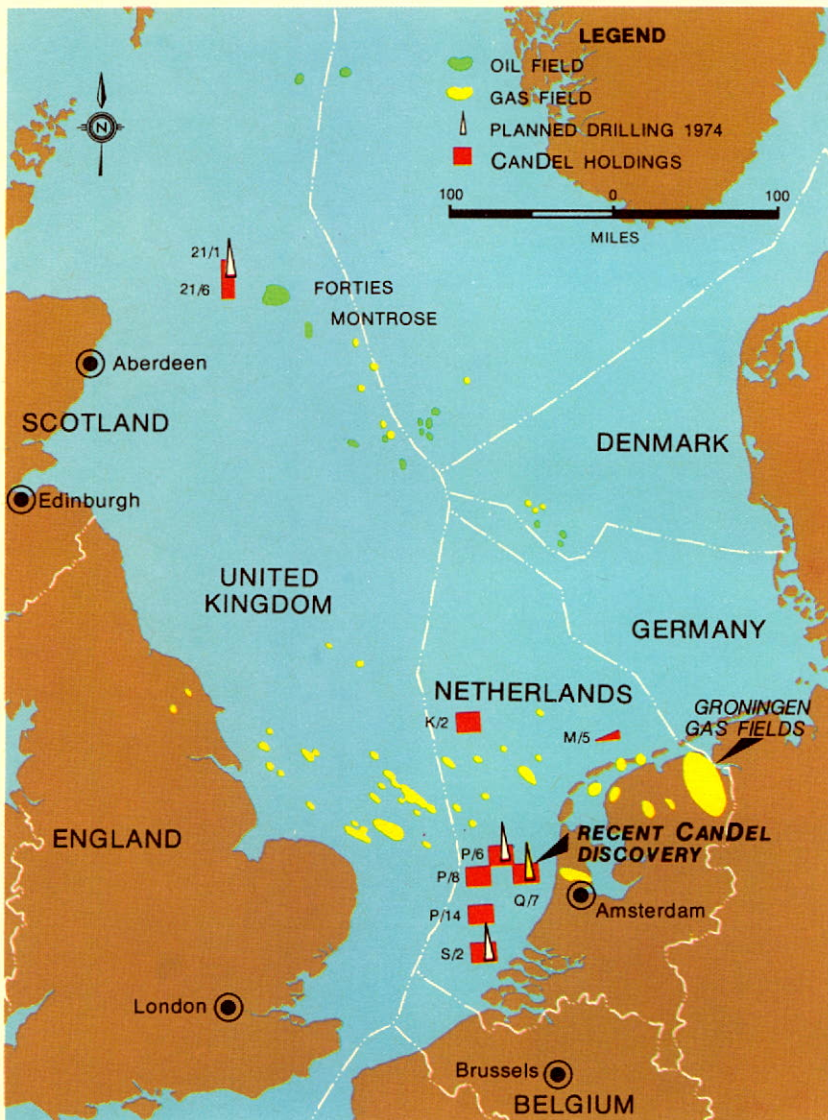 LEGEND
OIL FIELD
GAS FIELD
PLANNED DRILLING 1974
CANDEL HOLDINGS
100 0 100
MILES
N
21/1
21/6
FORTIES
MONTROSE
Aberdeen
SCOTLAND
DENMARK
Edinburgh
UNITED
KINGDOM
GERMANY
NETHERLANDS
K/2
M/5
GRONINGEN
GAS FIELDS
ENGLAND
RECENT CANDEL
DISCOVERY
P/6
P/8
Q/7
P/14
Amsterdam
S/2
London
Brussels
BELGIUM